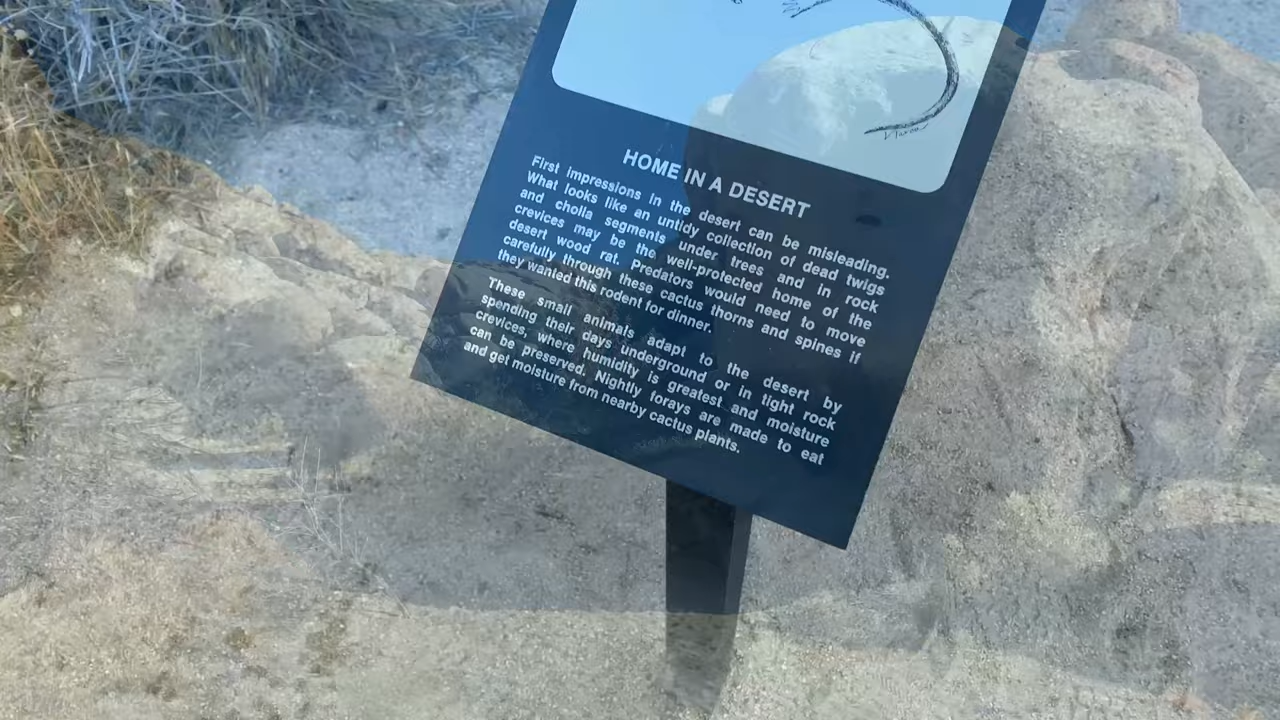 HOME IN A DESERT
First impressions in the desert can be misleading.
What looks like an untidy collection of dead twigs
and cholla segments under trees and in rock
crevices may be the well-protected home of the
desert wood rat. Predators would need to move
carefully through these cactus thorns and spines if
they wanted this rodent for dinner.
These small animals adapt to the desert by
spending their days underground or in tight rock
crevices, where humidity is greatest and moisture
can be preserved. Nightly forays are made to eat
and get moisture from nearby cactus plants.